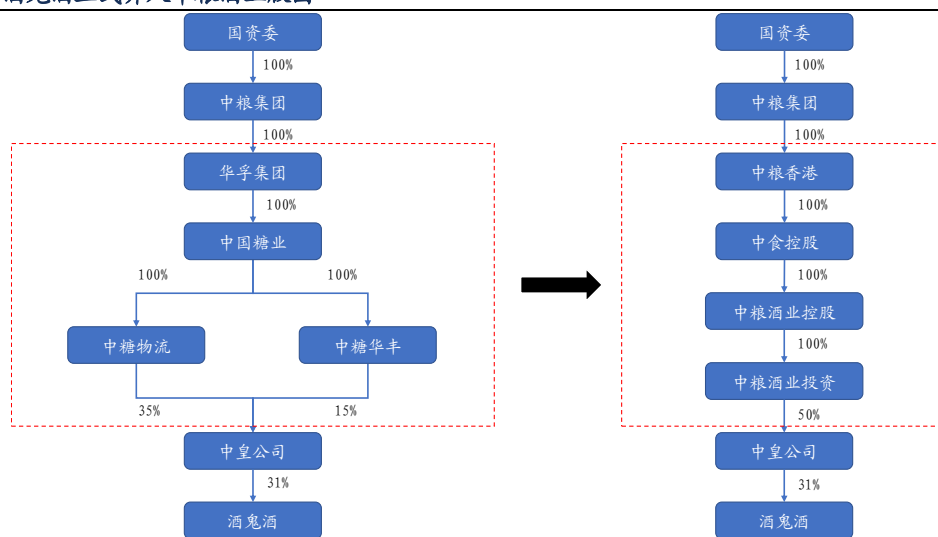 国资委
100%
中粮集团
100%
华孚集团
100%
中国糖业
100%
100%
中糖物流
中糖华丰
35%
15%
中皇公司
31%
酒鬼酒
国资委
100%
中粮集团
100%
中粮香港
100%
中食控股
100%
中粮酒业控股
100%
中粮酒业投资
50%
中皇公司
31%
酒鬼酒